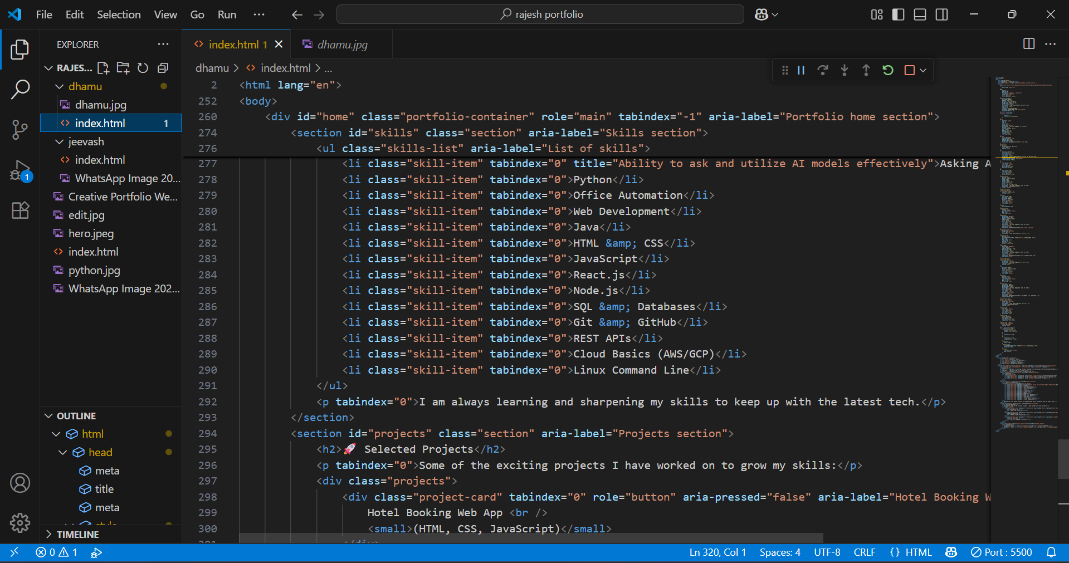 File Edit Selection View Go Run ··· rajesh portfolio
EXPLORER ···
RAJES...
dhamu
dhamu.jpg
index.html 1
jeevash
index.html
WhatsApp Image 20...
Creative Portfolio We...
edit.jpg
hero.jpeg
index.html
python.jpg
WhatsApp Image 202...
OUTLINE
html
head
meta
title
meta
TIMELINE
index.html 1 dhamu.jpg
dhamu > index.html > ...
2 <html lang="en">
252 <body>
260 <div id="home" class="portfolio-container" role="main" tabindex="-1" aria-label="Portfolio home section">
274 <section id="skills" class="section" aria-label="Skills section">
276 <ul class="skills-list" aria-label="List of skills">
277 <li class="skill-item" tabindex="0" title="Ability to ask and utilize AI models effectively">Asking A
278 <li class="skill-item" tabindex="0">Python</li>
279 <li class="skill-item" tabindex="0">Office Automation</li>
280 <li class="skill-item" tabindex="0">Web Development</li>
281 <li class="skill-item" tabindex="0">Java</li>
282 <li class="skill-item" tabindex="0">HTML &amp; CSS</li>
283 <li class="skill-item" tabindex="0">JavaScript</li>
284 <li class="skill-item" tabindex="0">React.js</li>
285 <li class="skill-item" tabindex="0">Node.js</li>
286 <li class="skill-item" tabindex="0">SQL &amp; Databases</li>
287 <li class="skill-item" tabindex="0">Git &amp; GitHub</li>
288 <li class="skill-item" tabindex="0">REST APIs</li>
289 <li class="skill-item" tabindex="0">Cloud Basics (AWS/GCP)</li>
290 <li class="skill-item" tabindex="0">Linux Command Line</li>
291 </ul>
292 <p tabindex="0">I am always learning and sharpening my skills to keep up with the latest tech.</p>
293 </section>
294 <section id="projects" class="section" aria-label="Projects section">
295 <h2>🚀 Selected Projects</h2>
296 <p tabindex="0">Some of the exciting projects I have worked on to grow my skills:</p>
297 <div class="projects">
298 <div class="project-card" tabindex="0" role="button" aria-pressed="false" aria-label="Hotel Booking W
299 Hotel Booking Web App <br />
300 <small>(HTML, CSS, JavaScript)</small>
1
0 1 Ln 320, Col 1 Spaces: 4 UTF-8 CRLF {} HTML Port : 5500